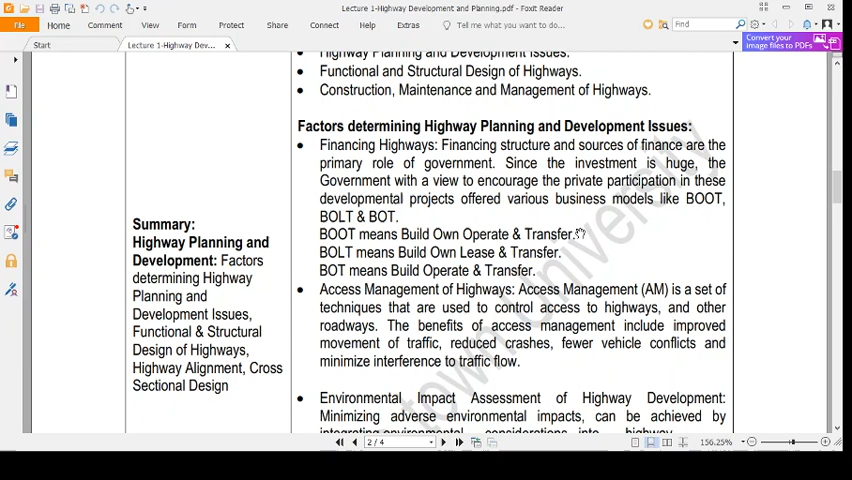 Lecture 1-Highway Development and Planning.pdf - Foxit Reader
File Home Comment View Form Protect Share Connect Help Extras Tell me what you want to do... Find
Start Lecture 1-Highway Dev...
Convert your
image files to PDFs
Highway Planning and Development Issues.
Functional and Structural Design of Highways.
Construction, Maintenance and Management of Highways.
Factors determining Highway Planning and Development Issues:
Financing Highways: Financing structure and sources of finance are the
primary role of government. Since the investment is huge, the
Government with a view to encourage the private participation in these
developmental projects offered various business models like BOOT,
BOLT & BOT.
BOOT means Build Own Operate & Transfer.
BOLT means Build Own Lease & Transfer.
BOT means Build Operate & Transfer.
Access Management of Highways: Access Management (AM) is a set of
techniques that are used to control access to highways, and other
roadways. The benefits of access management include improved
movement of traffic, reduced crashes, fewer vehicle conflicts and
minimize interference to traffic flow.
Environmental Impact Assessment of Highway Development:
Minimizing adverse environmental impacts, can be achieved by
integrating environmental considerations into highway
Summary:
Highway Planning and
Development: Factors
determining Highway
Planning and
Development Issues,
Functional & Structural
Design of Highways,
Highway Alignment, Cross
Sectional Design
town University
2 / 4
156.25%